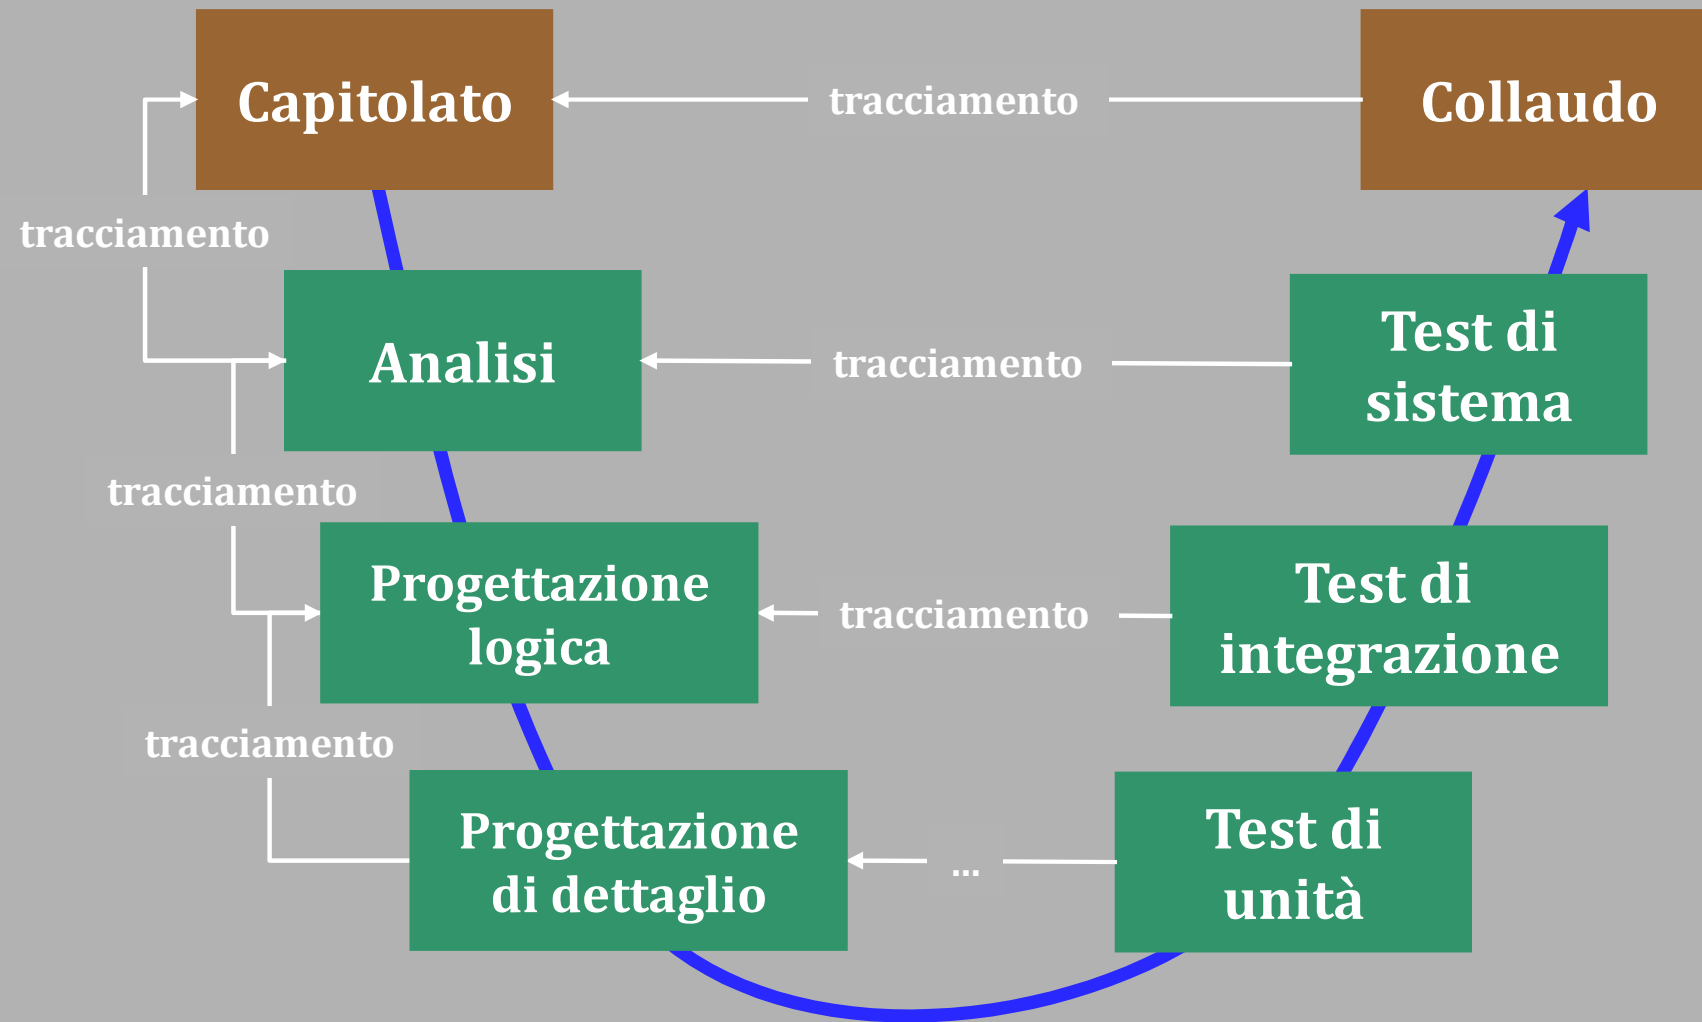 Capitolato
tracciamento
Collaudo
tracciamento
Analisi
tracciamento
Test di
sistema
tracciamento
Progettazione
logica
tracciamento
Test di
integrazione
tracciamento
Progettazione
di dettaglio
...
Test di
unità